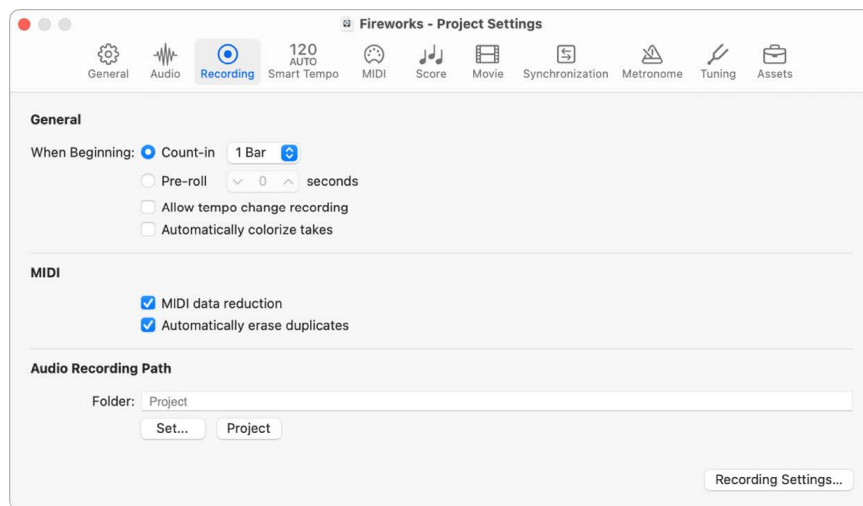 Fireworks - Project Settings
120
AUTO
General Audio Recording Smart Tempo MIDI Score Movie Synchronization Metronome Tuning Assets
General
When Beginning: Count-in 1 Bar
Pre-roll 0 seconds
Allow tempo change recording
Automatically colorize takes
MIDI
MIDI data reduction
Automatically erase duplicates
Audio Recording Path
Folder: Project
Set... Project
Recording Settings...